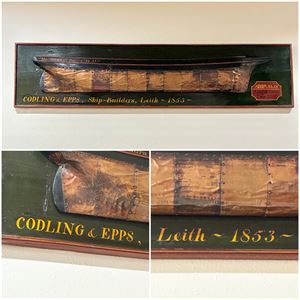 CODLING & EPPS, Ship-Builders, Leith ~ 1853 ~
CODLING & EPPS,
Leith ~ 1853 ~